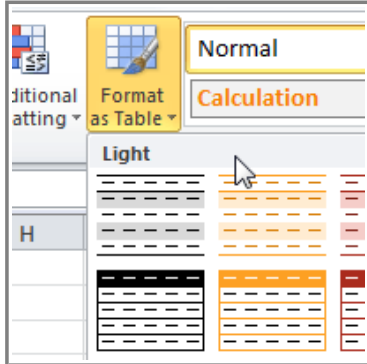 Normal
ditional
atting
Format
as Table
Calculation
Light
H